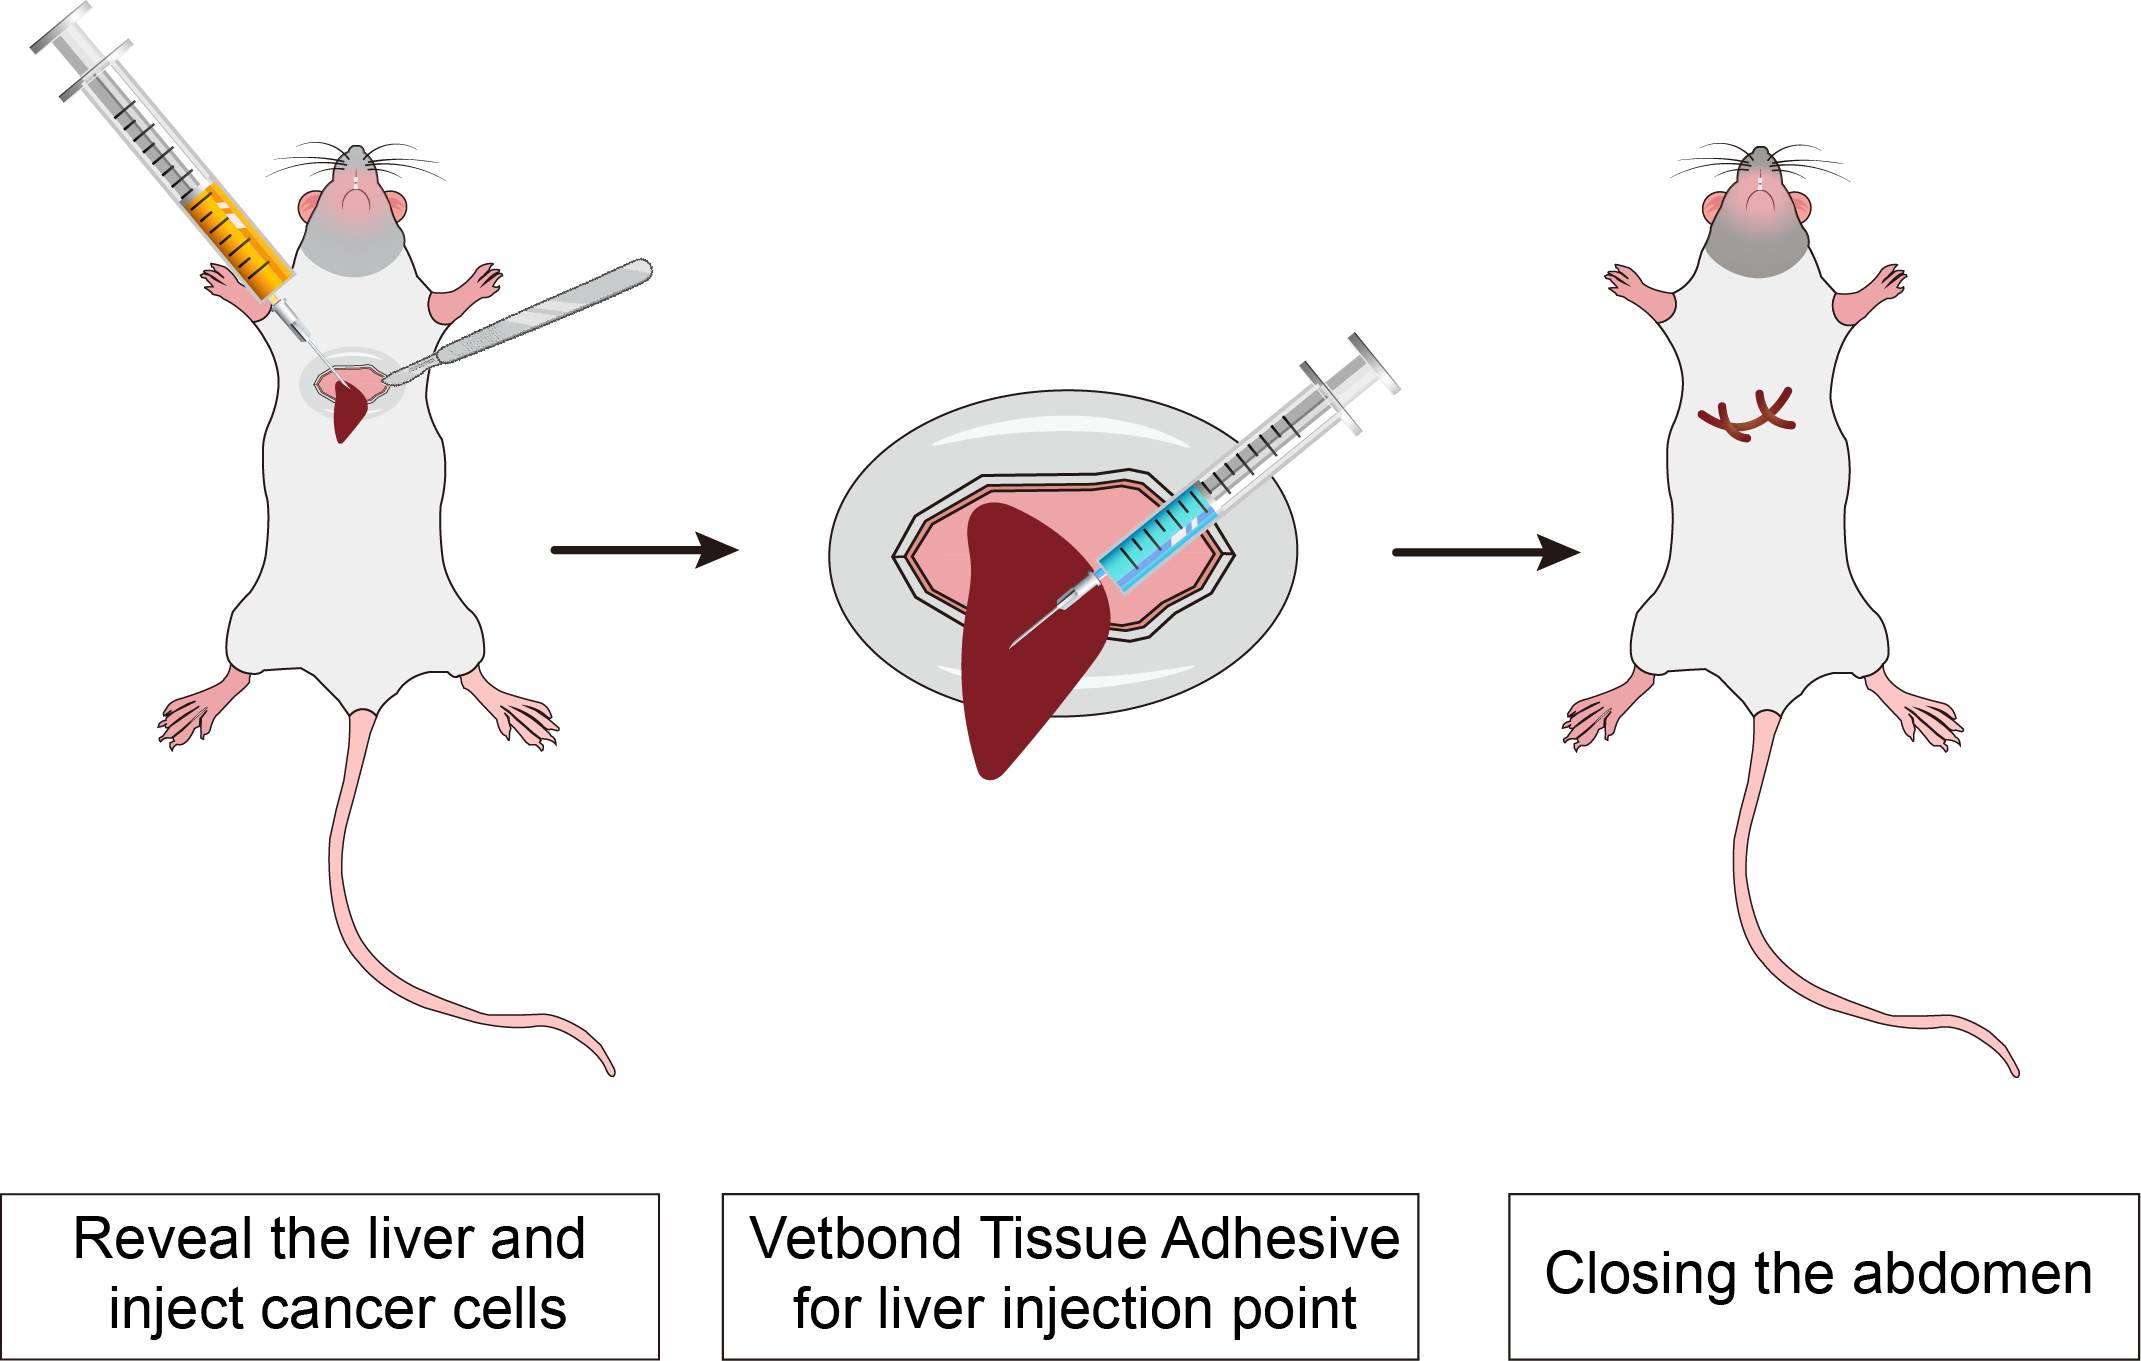 Reveal the liver and
inject cancer cells
Vetbond Tissue Adhesive
for liver injection point
Closing the abdomen